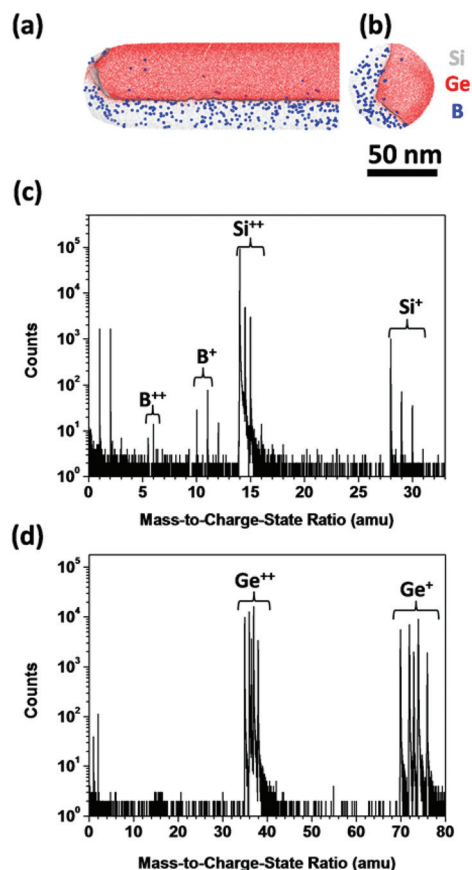 (a)
(b)
Si
Ge
B
50 nm
(c)
Counts
10⁵
10⁴
10³
10²
10¹
10⁰
B⁺⁺
B⁺
Si⁺⁺
Si⁺
0 5 10 15 20 25 30
Mass-to-Charge-State Ratio (amu)
(d)
Counts
10⁵
10⁴
10³
10²
10¹
10⁰
Ge⁺⁺
Ge⁺
0 10 20 30 40 50 60 70 80
Mass-to-Charge-State Ratio (amu)